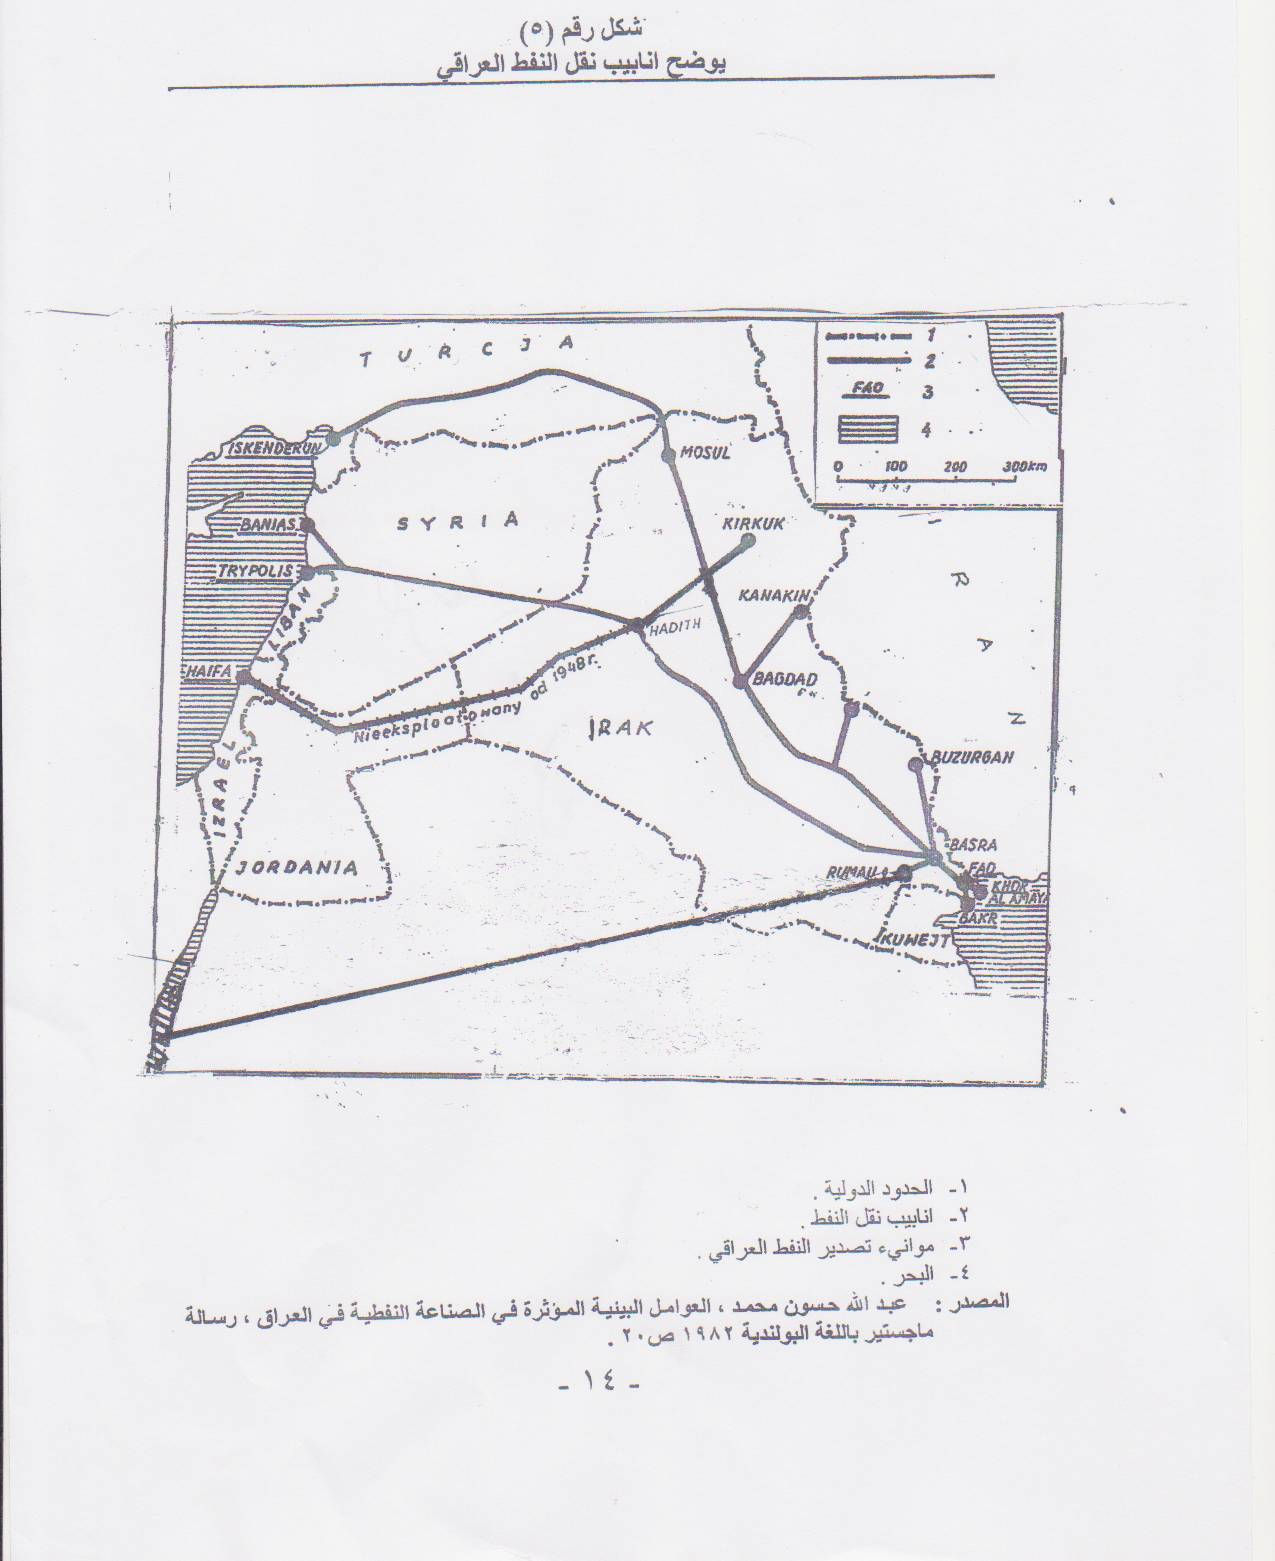 شكل رقم (٥)
يوضح انابيب نقل النفط العراقي
TURCJA
1
2
FAO 3
4
0 100 200 300km
ISKENDERUN
MOSUL
SYRIA
BANIAS
KIRKUK
TRYPOLIS
KANAKIN
LIBAN
HADITH
HAIFA
BAGDAD
Nieeksploatowany od 1948r.
IRAK
IRAN
BUZURGAN
IZRAEL
JORDANIA
BASRA
RUMAILA
FAO
KHOR
AL AMAYA
BAKR
KUWEJT
١- الحدود الدولية .
٢- انابيب نقل النفط .
٣- موانيء تصدير النفط العراقي .
٤- البحر .
المصدر : عبد الله حسون محمد ، العوامل البيئية المؤثرة في الصناعة النفطية في العراق ، رسالة
ماجستير باللغة البولندية ١٩٨٢ ص٢٠ .
- ١٤ -